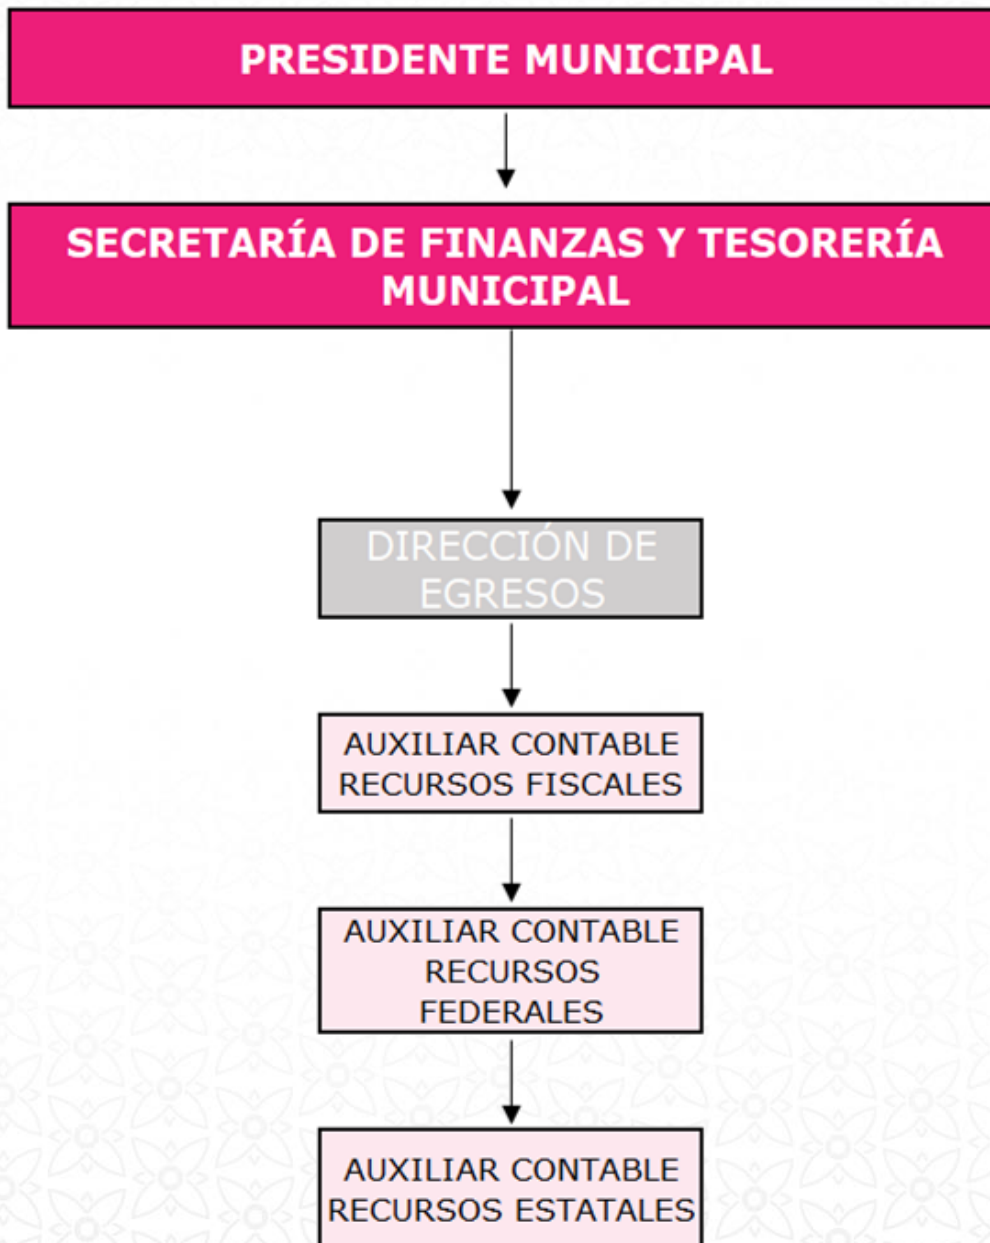 PRESIDENTE MUNICIPAL
SECRETARÍA DE FINANZAS Y TESORERÍA
MUNICIPAL
DIRECCIÓN DE
EGRESOS
AUXILIAR CONTABLE
RECURSOS FISCALES
AUXILIAR CONTABLE
RECURSOS
FEDERALES
AUXILIAR CONTABLE
RECURSOS ESTATALES